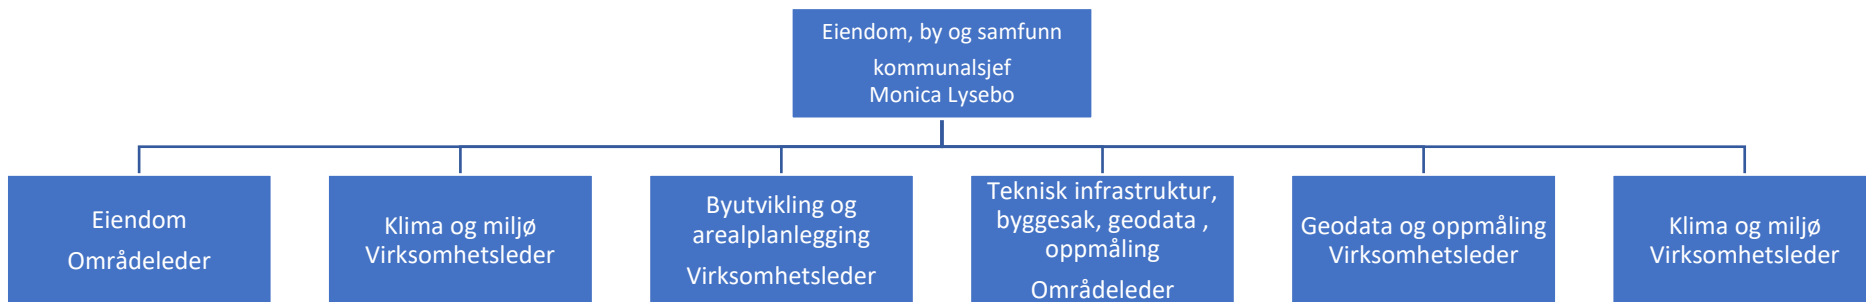 Eiendom, by og samfunn
kommunalsjef
Monica Lysebo
Eiendom
Områdeleder
Klima og miljø
Virksomhetsleder
Byutvikling og
arealplanlegging
Virksomhetsleder
Teknisk infrastruktur,
byggesak, geodata ,
oppmåling
Områdeleder
Geodata og oppmåling
Virksomhetsleder
Klima og miljø
Virksomhetsleder